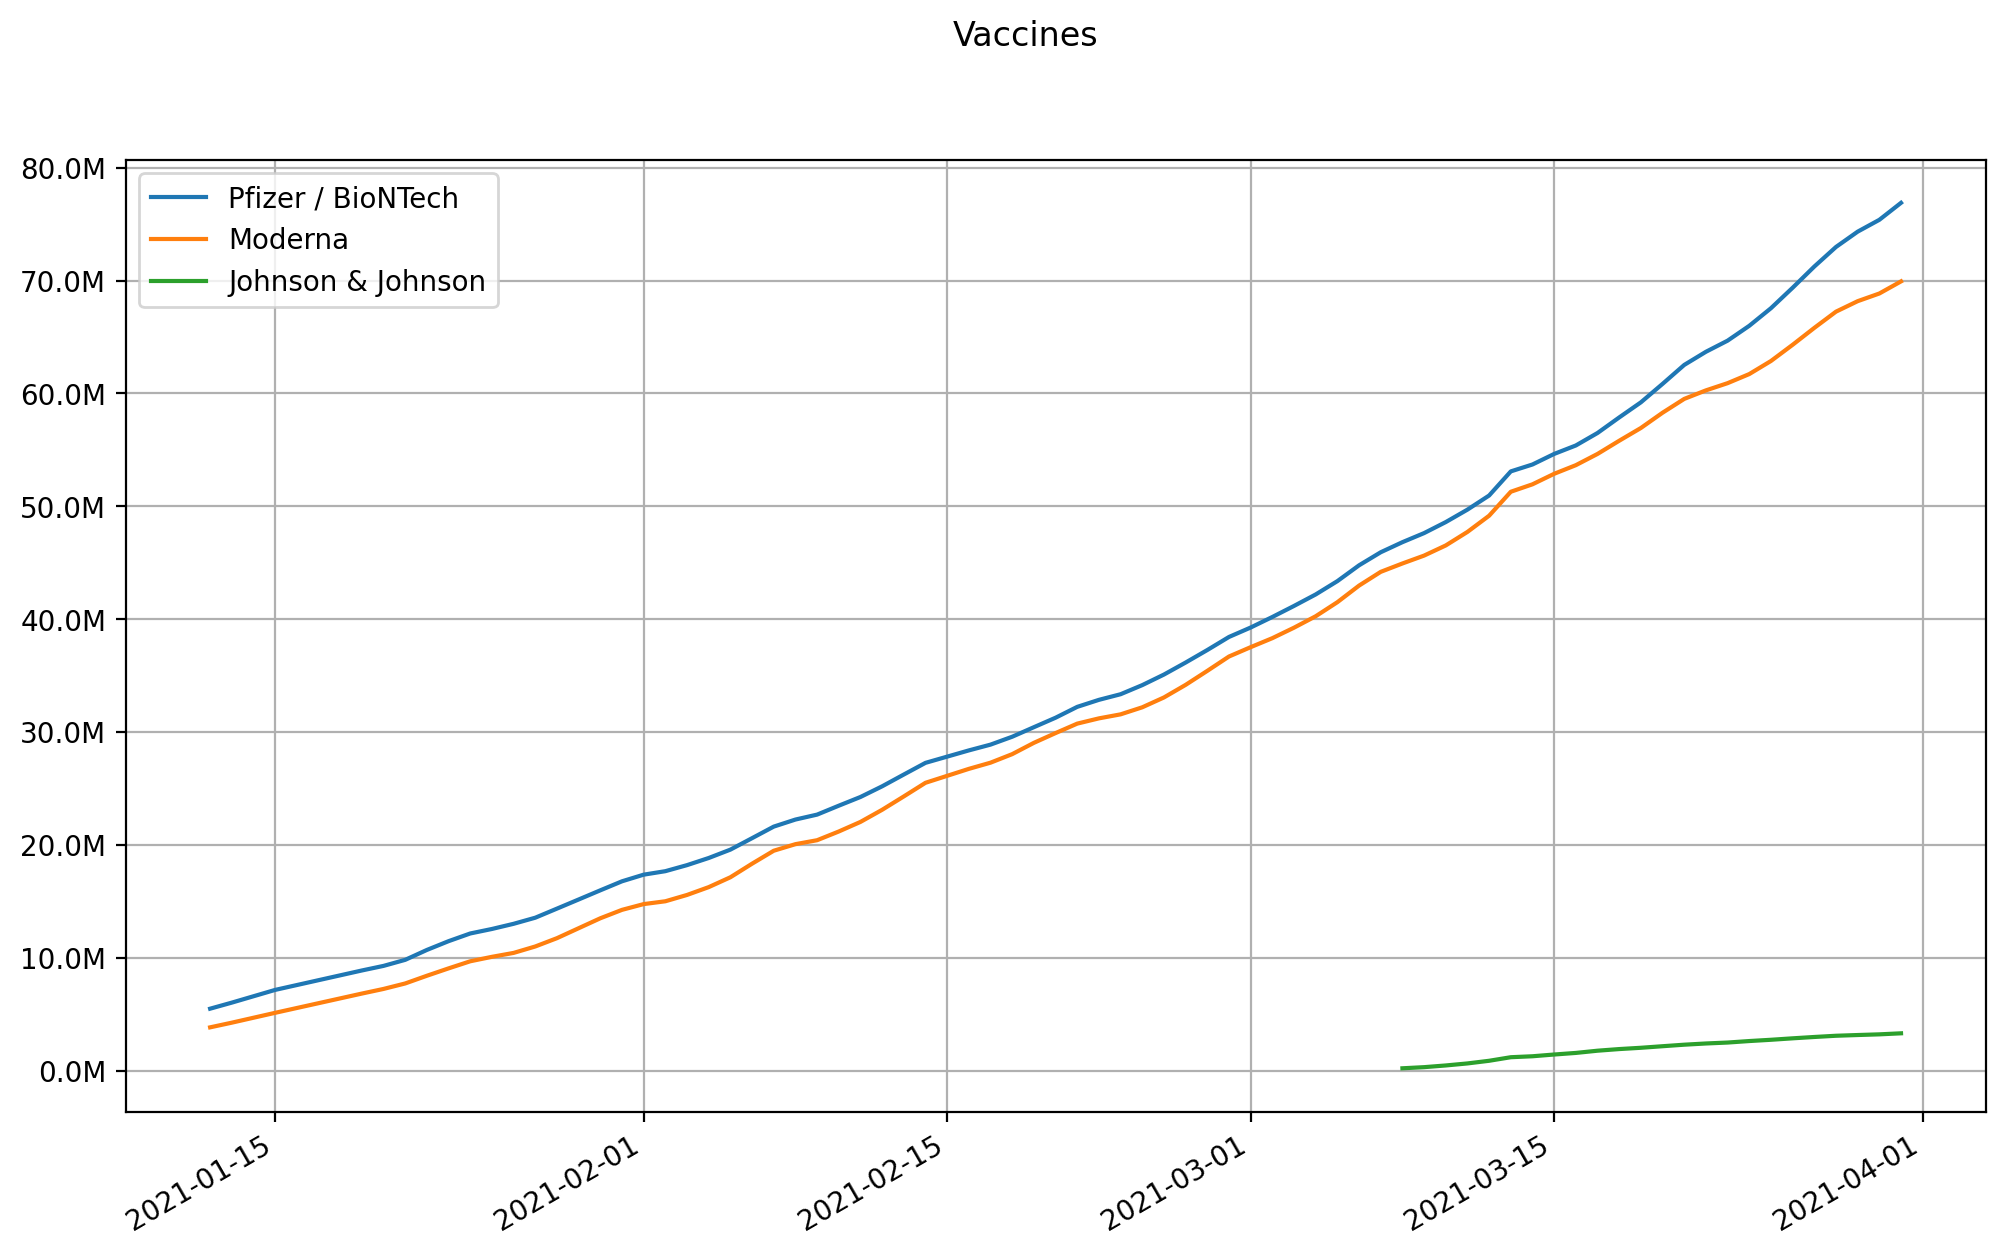 Vaccines
80.0M
70.0M
60.0M
50.0M
40.0M
30.0M
20.0M
10.0M
0.0M
Pfizer / BioNTech
Moderna
Johnson & Johnson
2021-01-15
2021-02-01
2021-02-15
2021-03-01
2021-03-15
2021-04-01